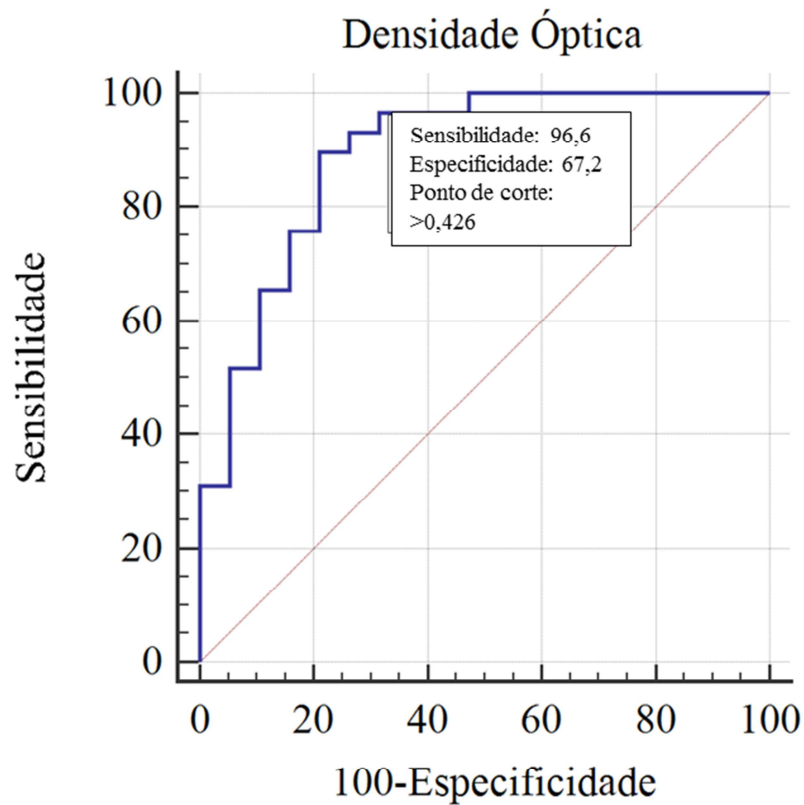 Densidade Óptica
100
80
60
40
20
0
Sensibilidade
Sensibilidade: 96,6
Especificidade: 67,2
Ponto de corte:
>0,426
0 20 40 60 80 100
100-Especificidade